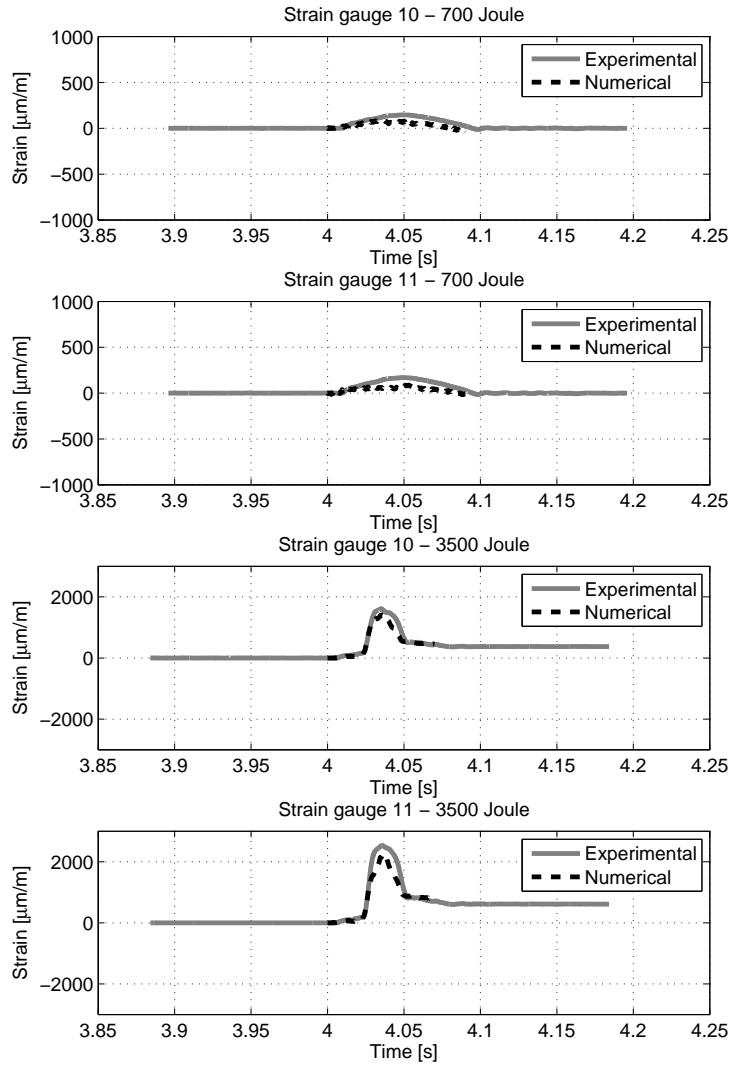 Strain gauge 10 − 700 Joule
1000
500
0
−500
−1000
Strain [μm/m]
Experimental
Numerical
3.85 3.9 3.95 4 4.05 4.1 4.15 4.2 4.25
Time [s]
Strain gauge 11 − 700 Joule
1000
500
0
−500
−1000
Strain [μm/m]
Experimental
Numerical
3.85 3.9 3.95 4 4.05 4.1 4.15 4.2 4.25
Time [s]
Strain gauge 10 − 3500 Joule
2000
0
−2000
Strain [μm/m]
Experimental
Numerical
3.85 3.9 3.95 4 4.05 4.1 4.15 4.2 4.25
Time [s]
Strain gauge 11 − 3500 Joule
2000
0
−2000
Strain [μm/m]
Experimental
Numerical
3.85 3.9 3.95 4 4.05 4.1 4.15 4.2 4.25
Time [s]